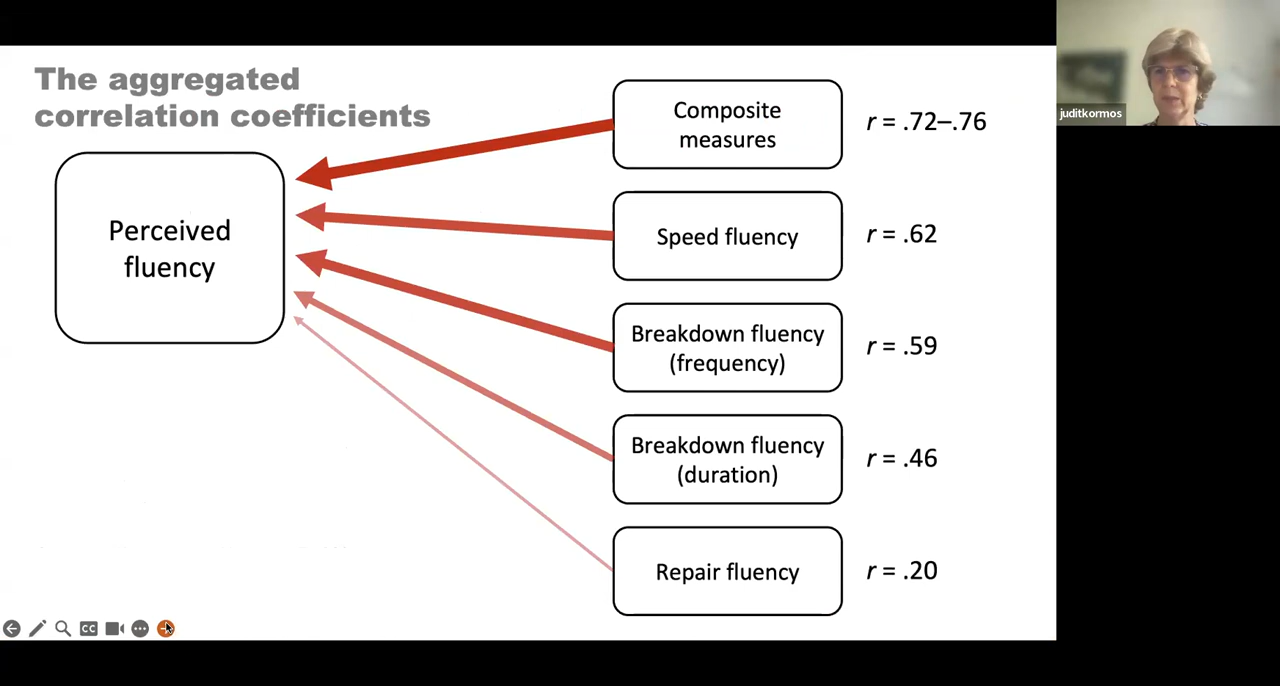 The aggregated
correlation coefficients
Perceived
fluency
Composite
measures
r = .72–.76
Speed fluency
r = .62
Breakdown fluency
(frequency)
r = .59
Breakdown fluency
(duration)
r = .46
Repair fluency
r = .20
juditkormos
CC